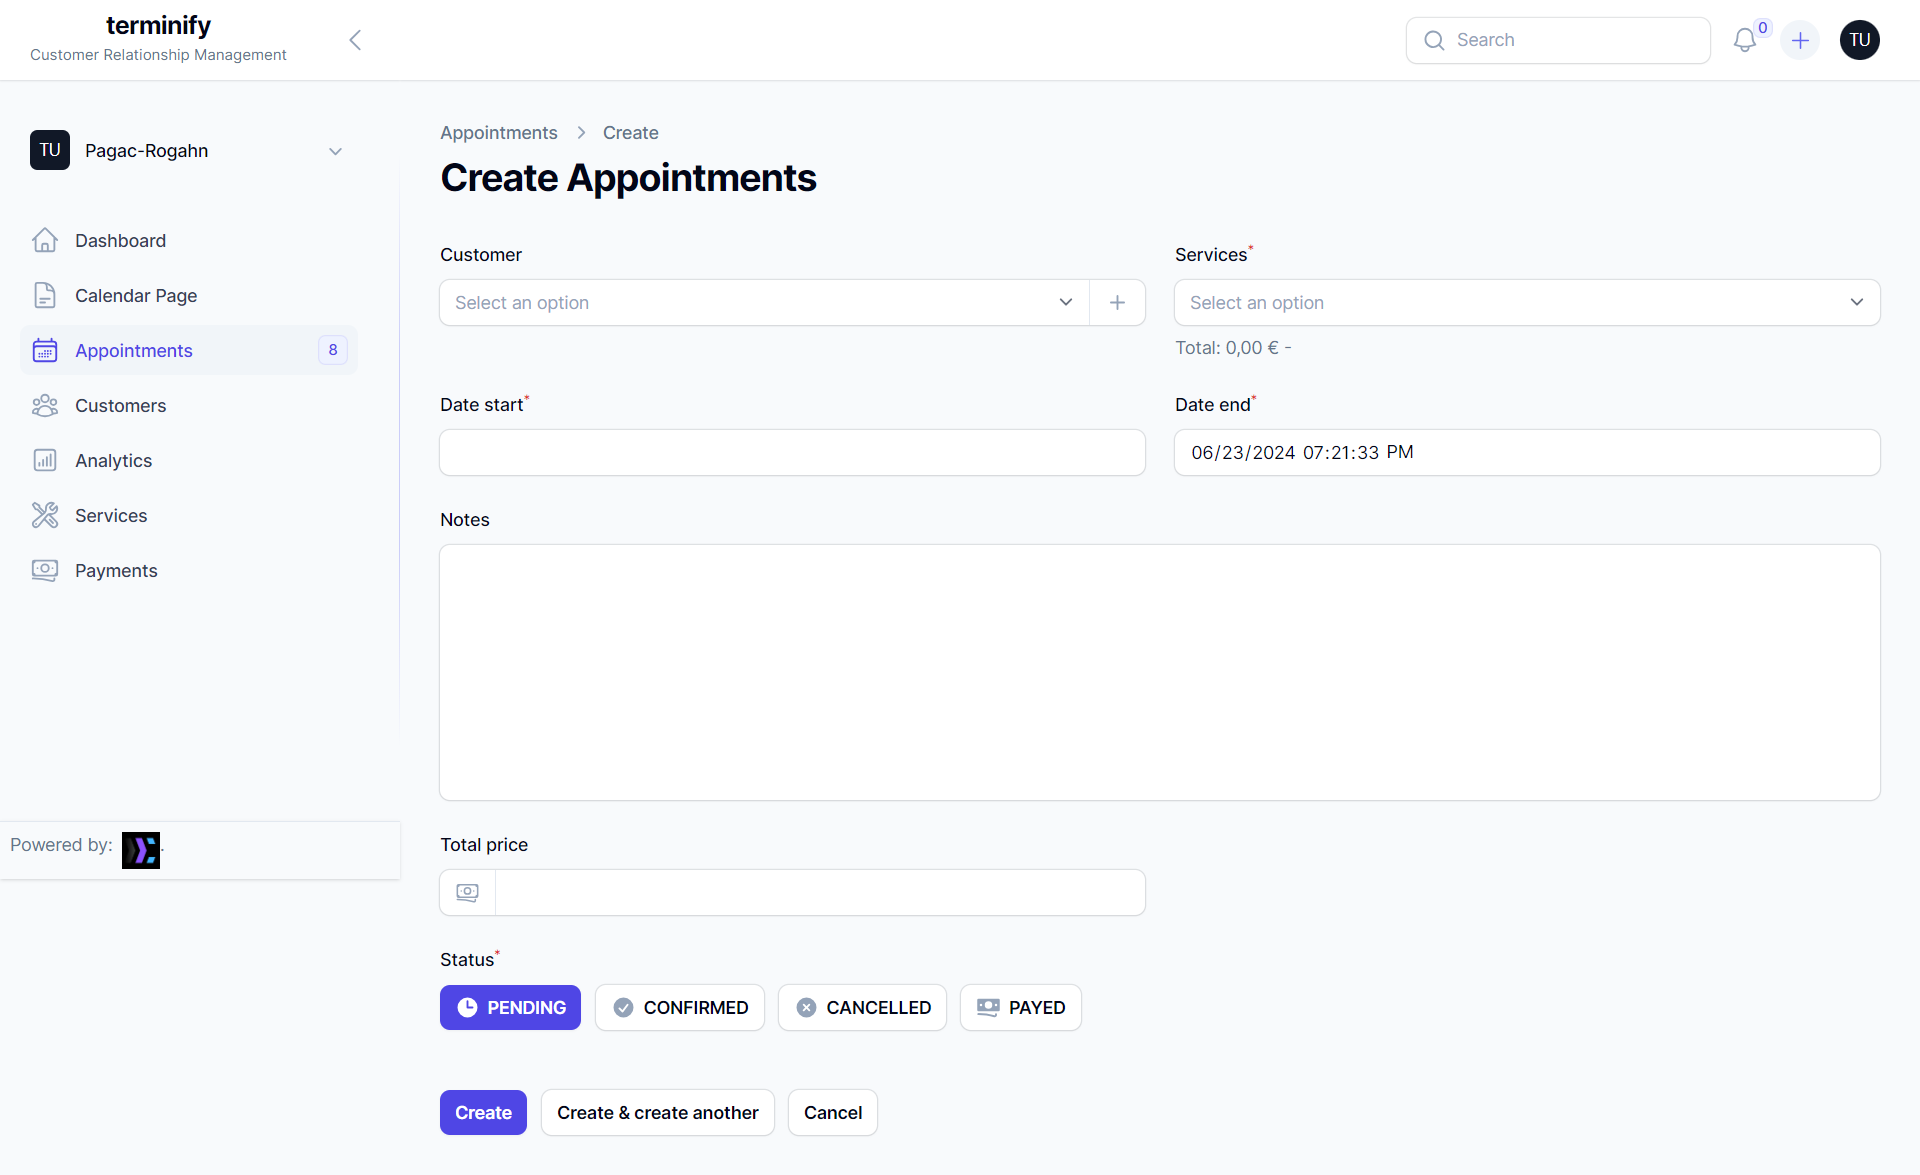 terminify
Customer Relationship Management
Search
0
TU
TU
Pagac-Rogahn
Dashboard
Calendar Page
Appointments
8
Customers
Analytics
Services
Payments
Powered by:
.
Appointments
Create
Create Appointments
Customer
Select an option
Services*
Select an option
Total: 0,00 € -
Date start*
Date end*
06/23/2024 07:21:33 PM
Notes
Total price
Status*
PENDING
CONFIRMED
CANCELLED
PAYED
Create
Create & create another
Cancel